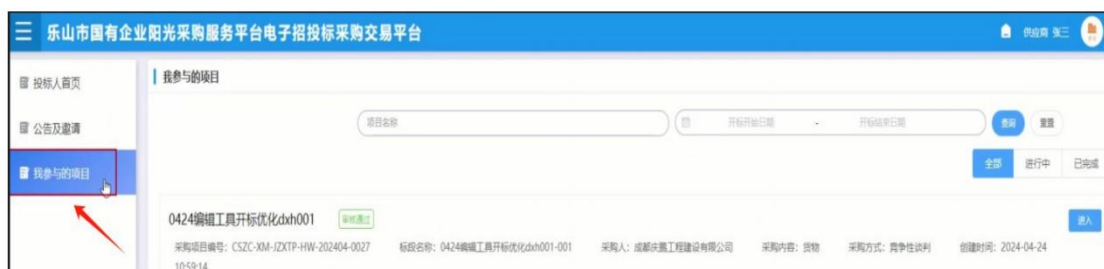 乐山市国有企业阳光采购服务平台电子招投标采购交易平台
供应商 张三
投标人首页
公告及邀请
我参与的项目
我参与的项目
项目名称
开标开始日期 - 开标结束日期
查询 重置
全部 进行中 已完成
0424编辑工具开标优化dxh001 审核通过
进入
采购项目编号：CSZC-XM-JZXTP-HW-202404-0027 标段名称：0424编辑工具开标优化dxh001-001 采购人：成都庆鹏工程建设有限公司 采购内容：货物 采购方式：竞争性谈判 创建时间：2024-04-24
10:59:14